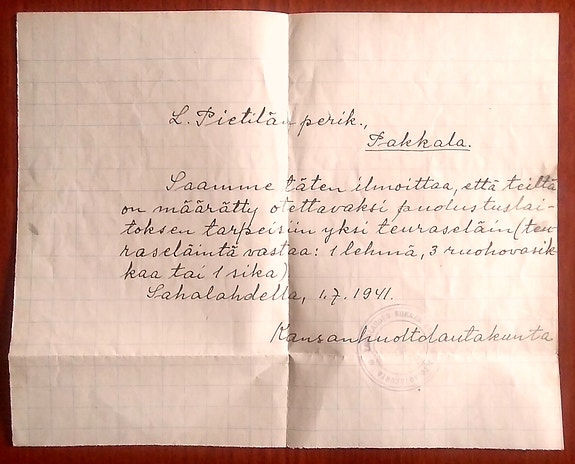 L. Pietilän perik.,
Pakkala.
Saamme täten ilmoittaa, että teiltä
on määrätty otettavaksi puolustuslai-
toksen tarpeisiin yksi teuraseläin (teu-
raseläintä vastaa: 1 lehmä, 3 ruohovasik-
kaa tai 1 sika)
Sahalahdella, 1.7.1941.
Kansanhuoltolautakunta